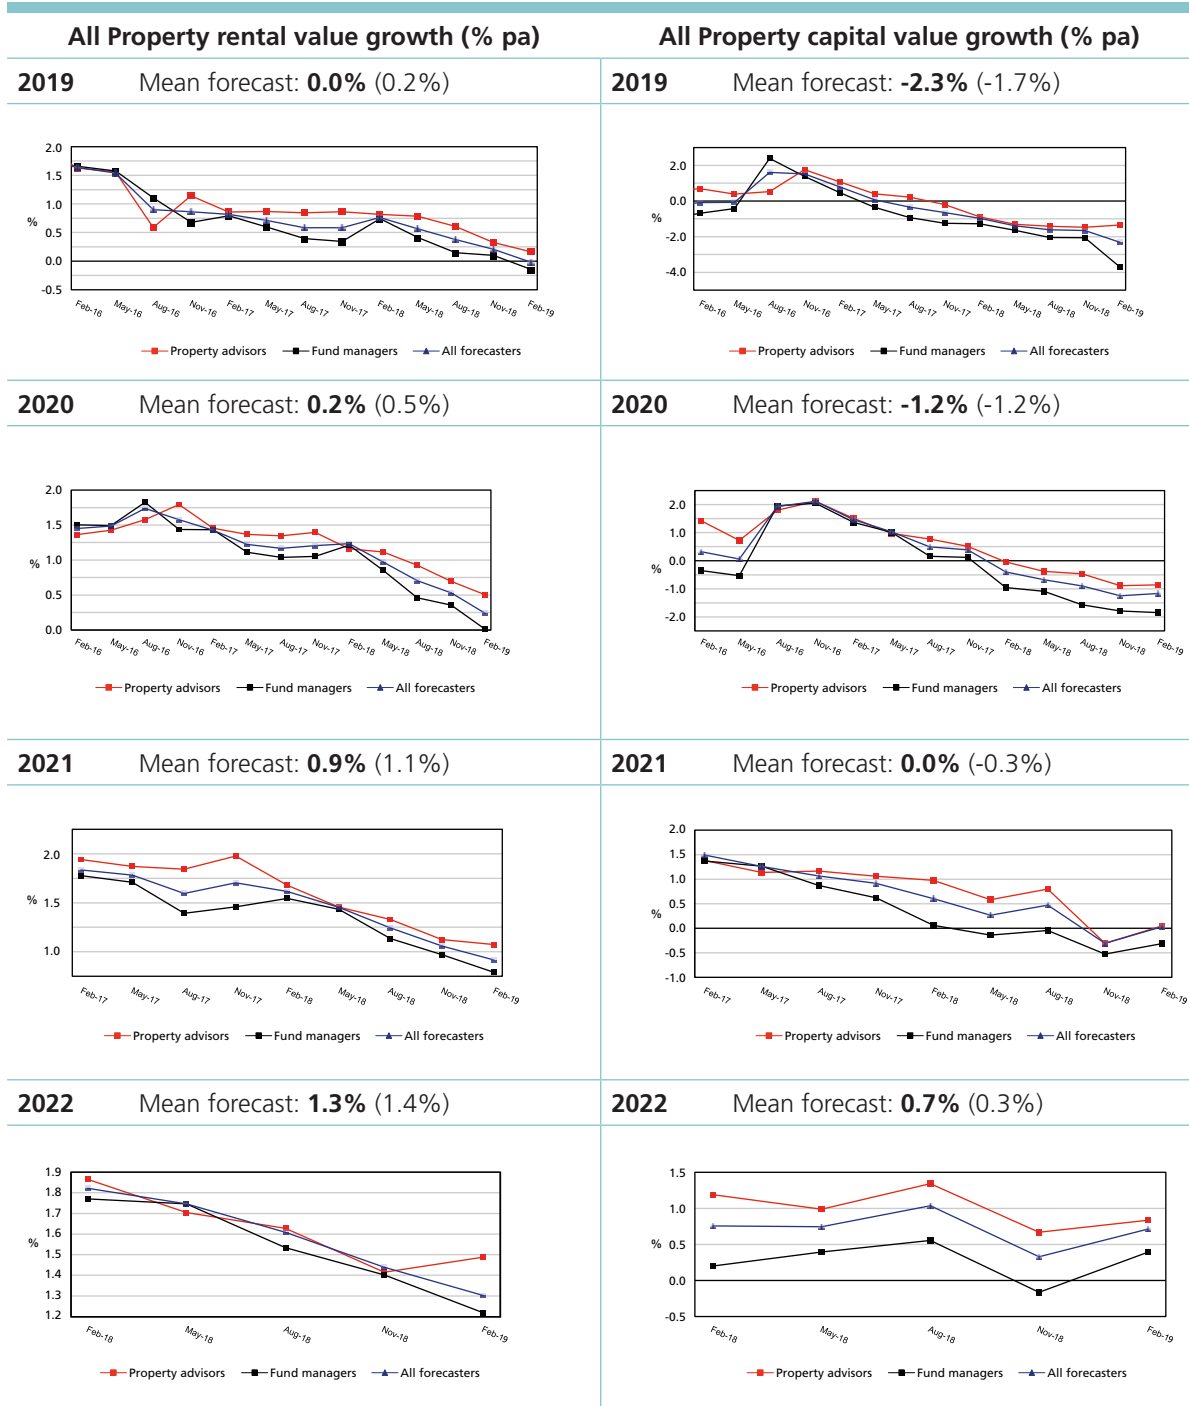 All Property rental value growth (% pa)
All Property capital value growth (% pa)
2019 Mean forecast: 0.0% (0.2%)
2.0
1.5
1.0
0.5
0.0
-0.5
%
Feb-16 May-16 Aug-16 Nov-16 Feb-17 May-17 Aug-17 Nov-17 Feb-18 May-18 Aug-18 Nov-18 Feb-19
Property advisors Fund managers All forecasters
2019 Mean forecast: -2.3% (-1.7%)
2.0
0.0
-2.0
-4.0
%
Feb-16 May-16 Aug-16 Nov-16 Feb-17 May-17 Aug-17 Nov-17 Feb-18 May-18 Aug-18 Nov-18 Feb-19
Property advisors Fund managers All forecasters
2020 Mean forecast: 0.2% (0.5%)
2.0
1.5
1.0
0.5
0.0
%
Feb-16 May-16 Aug-16 Nov-16 Feb-17 May-17 Aug-17 Nov-17 Feb-18 May-18 Aug-18 Nov-18 Feb-19
Property advisors Fund managers All forecasters
2020 Mean forecast: -1.2% (-1.2%)
2.0
1.0
0.0
-1.0
-2.0
%
Feb-16 May-16 Aug-16 Nov-16 Feb-17 May-17 Aug-17 Nov-17 Feb-18 May-18 Aug-18 Nov-18 Feb-19
Property advisors Fund managers All forecasters
2021 Mean forecast: 0.9% (1.1%)
2.0
1.5
1.0
%
Feb-17 May-17 Aug-17 Nov-17 Feb-18 May-18 Aug-18 Nov-18 Feb-19
Property advisors Fund managers All forecasters
2021 Mean forecast: 0.0% (-0.3%)
2.0
1.5
1.0
0.5
0.0
-0.5
-1.0
%
Feb-17 May-17 Aug-17 Nov-17 Feb-18 May-18 Aug-18 Nov-18 Feb-19
Property advisors Fund managers All forecasters
2022 Mean forecast: 1.3% (1.4%)
1.9
1.8
1.7
1.6
1.5
1.4
1.3
1.2
%
Feb-18 May-18 Aug-18 Nov-18 Feb-19
Property advisors Fund managers All forecasters
2022 Mean forecast: 0.7% (0.3%)
1.5
1.0
0.5
0.0
-0.5
%
Feb-18 May-18 Aug-18 Nov-18 Feb-19
Property advisors Fund managers All forecasters